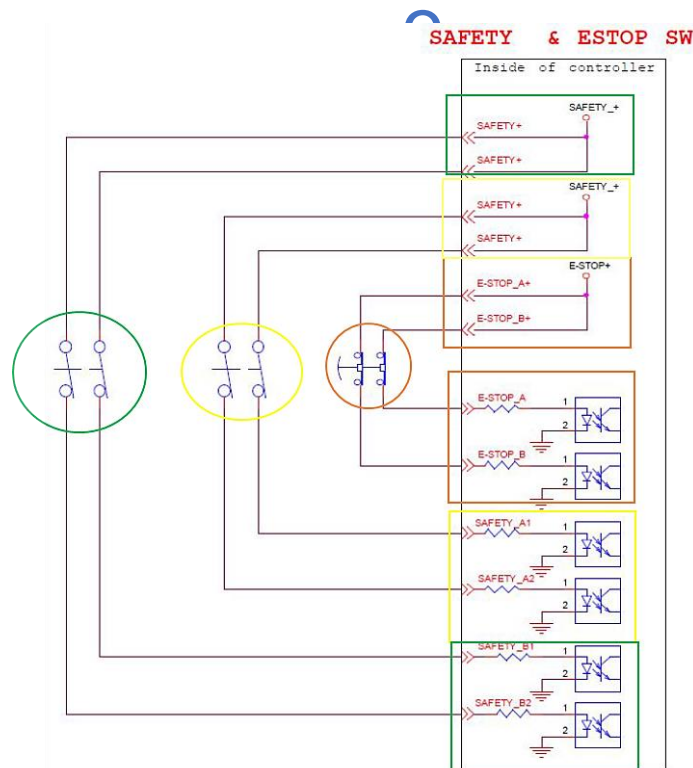 SAFETY & ESTOP SW
Inside of controller
SAFETY_+
SAFETY+
SAFETY+
SAFETY_+
SAFETY+
SAFETY+
E-STOP+
E-STOP_A+
E-STOP_B+
E-STOP_A
1
2
E-STOP_B
1
2
SAFETY_A1
1
2
SAFETY_A2
1
2
SAFETY_B1
1
2
SAFETY_B2
1
2